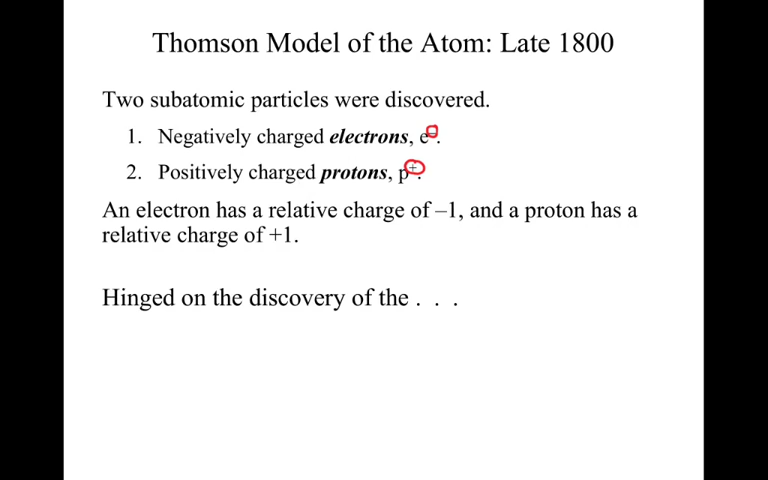 Thomson Model of the Atom: Late 1800
Two subatomic particles were discovered.
1. Negatively charged electrons, e⁻.
2. Positively charged protons, p⁺.
An electron has a relative charge of –1, and a proton has a
relative charge of +1.
Hinged on the discovery of the . . .